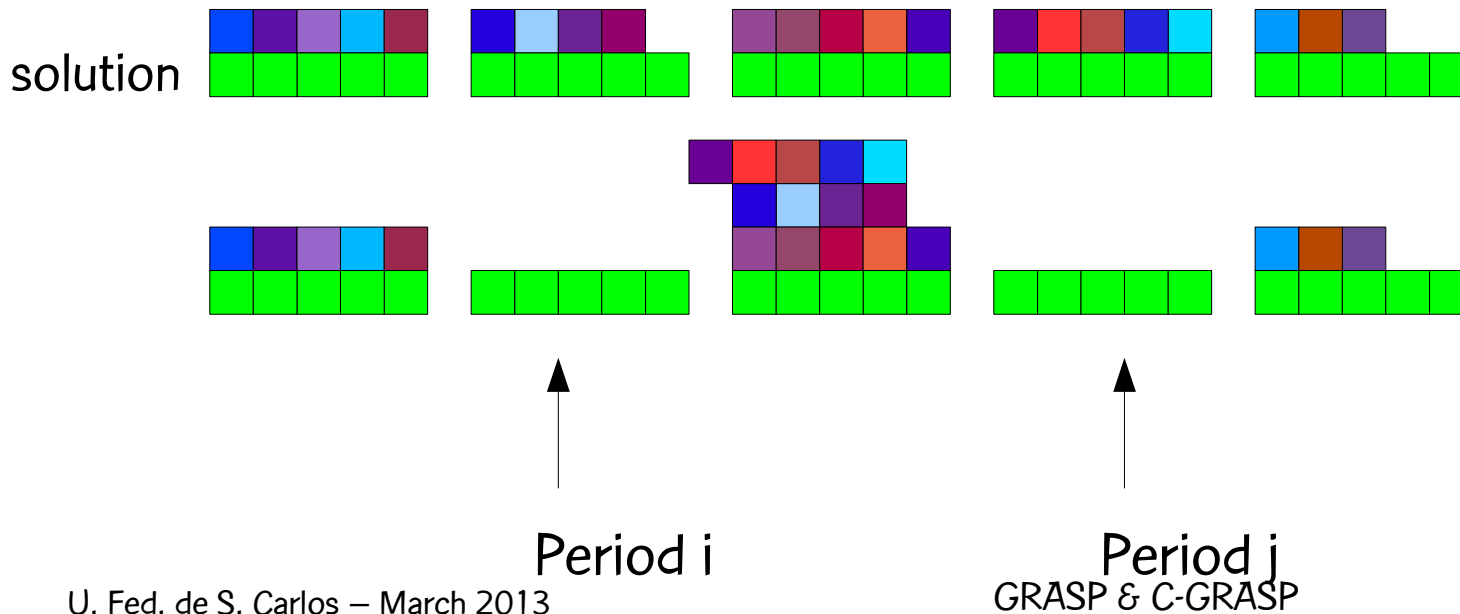 solution
Period i
Period j
U. Fed. de S. Carlos – March 2013
GRASP & C-GRASP